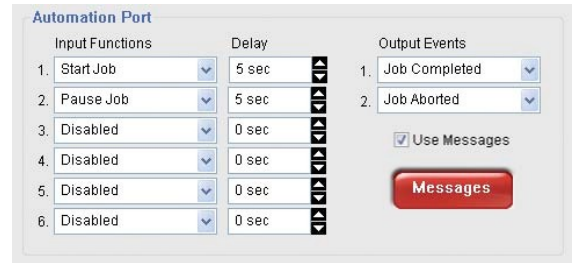 Automation Port
Input Functions Delay Output Events
1. Start Job 5 sec 1. Job Completed
2. Pause Job 5 sec 2. Job Aborted
3. Disabled 0 sec
Use Messages
4. Disabled 0 sec
5. Disabled 0 sec
Messages
6. Disabled 0 sec